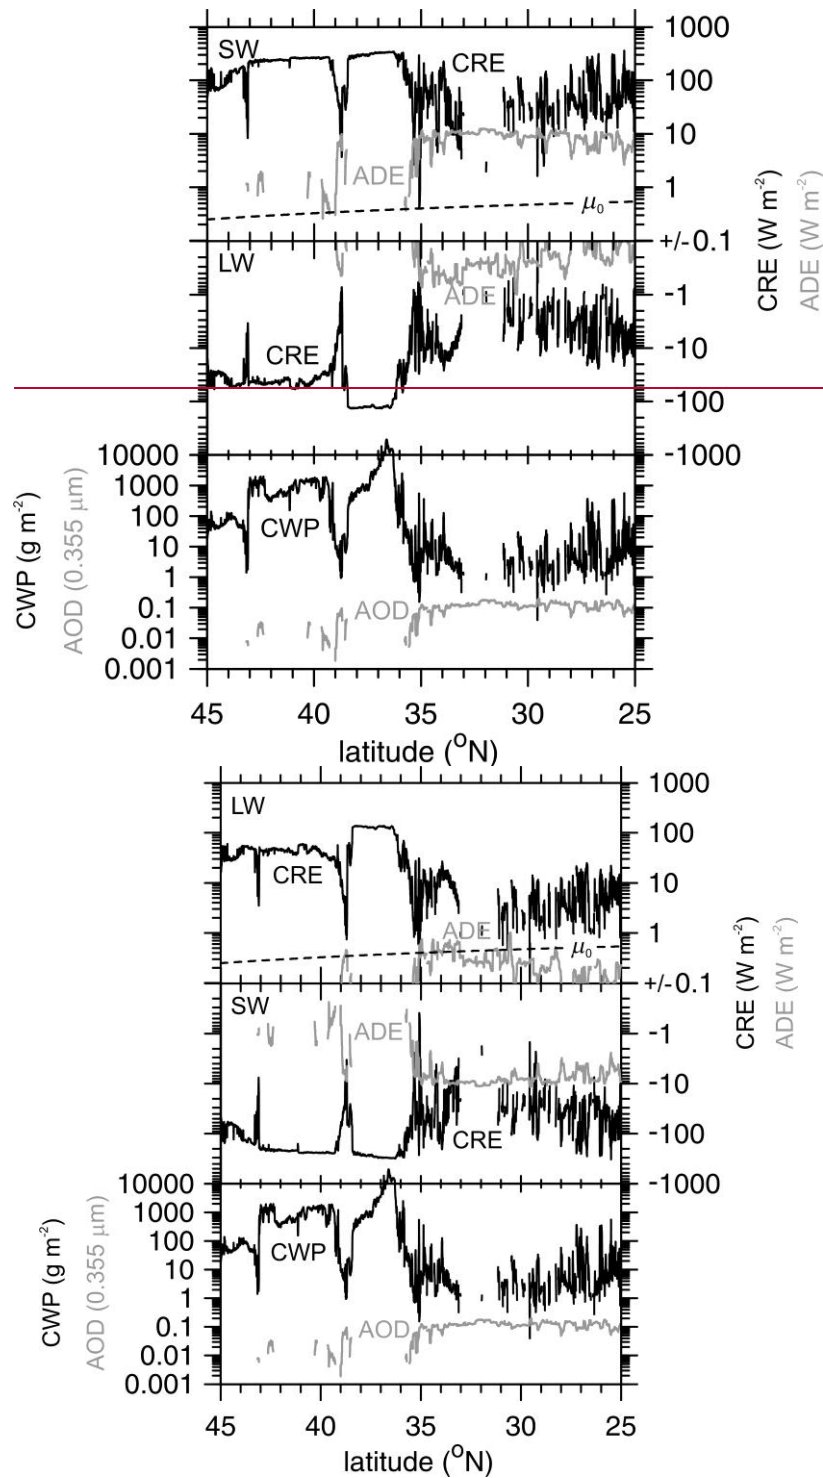 SW
CRE
ADE
μ₀
1000
100
10
1
+/-0.1
LW
ADE
CRE
-1
-10
-100
-1000
CRE (W m⁻²)
ADE (W m⁻²)
10000
1000
100
10
1
0.1
0.01
0.001
CWP
AOD
CWP (g m⁻²)
AOD (0.355 μm)
45 40 35 30 25
latitude (°N)
LW
CRE
ADE
μ₀
1000
100
10
1
+/-0.1
SW
ADE
CRE
-1
-10
-100
-1000
CRE (W m⁻²)
ADE (W m⁻²)
10000
1000
100
10
1
0.1
0.01
0.001
CWP
AOD
CWP (g m⁻²)
AOD (0.355 μm)
45 40 35 30 25
latitude (°N)